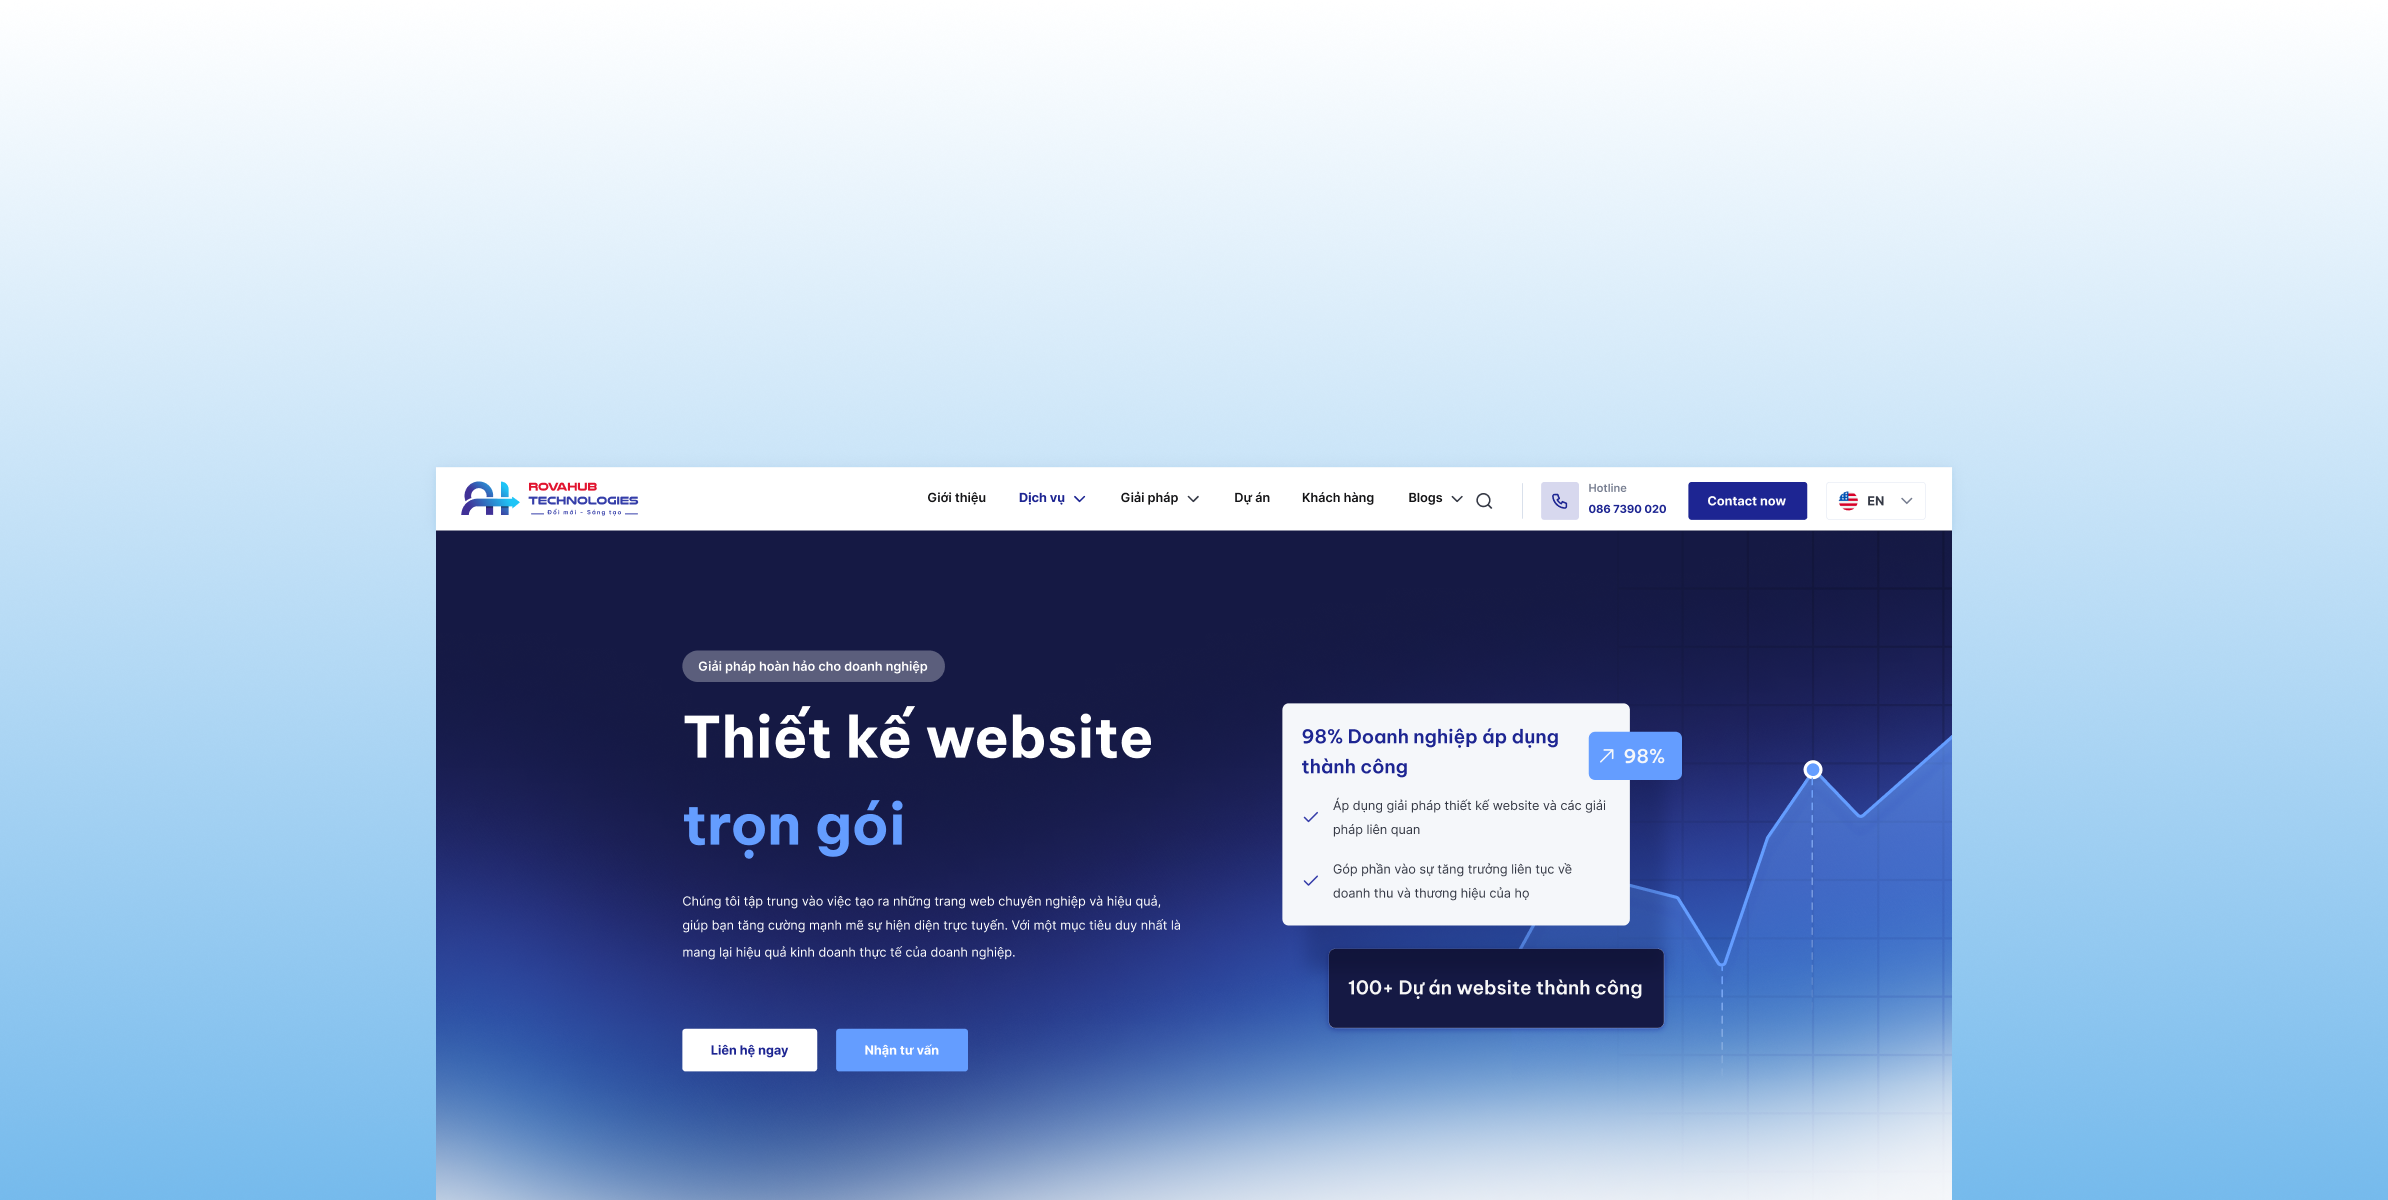 ROVAHUB
TECHNOLOGIES
Đổi mới - Sáng tạo
Giới thiệu
Dịch vụ
Giải pháp
Dự án
Khách hàng
Blogs
Hotline
086 7390 020
Contact now
EN
Giải pháp hoàn hảo cho doanh nghiệp
Thiết kế website
trọn gói
Chúng tôi tập trung vào việc tạo ra những trang web chuyên nghiệp và hiệu quả,
giúp bạn tăng cường mạnh mẽ sự hiện diện trực tuyến. Với một mục tiêu duy nhất là
mang lại hiệu quả kinh doanh thực tế của doanh nghiệp.
Liên hệ ngay
Nhận tư vấn
98% Doanh nghiệp áp dụng
thành công
98%
Áp dụng giải pháp thiết kế website và các giải
pháp liên quan
Góp phần vào sự tăng trưởng liên tục về
doanh thu và thương hiệu của họ
100+ Dự án website thành công